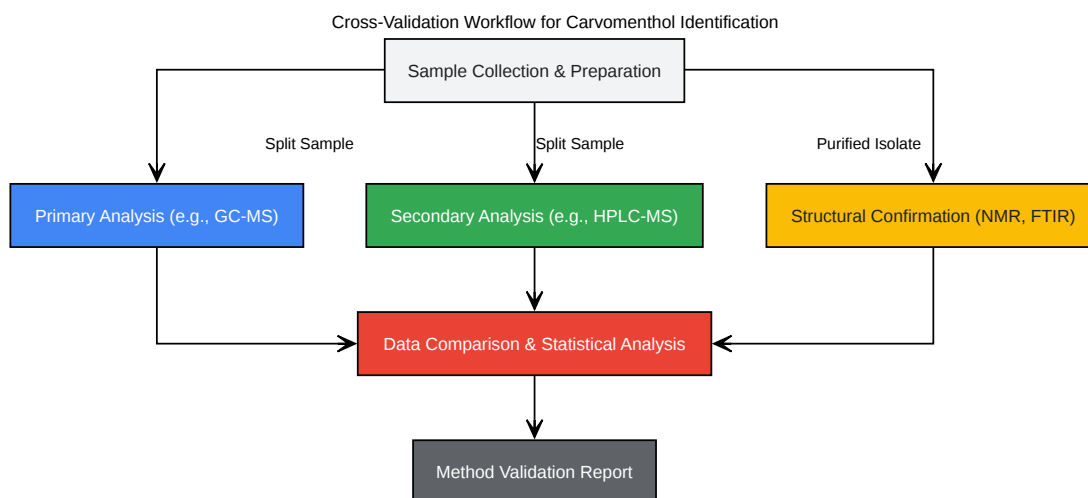 Cross-Validation Workflow for Carvomenthol Identification
Sample Collection & Preparation
Split Sample
Split Sample
Purified Isolate
Primary Analysis (e.g., GC-MS)
Secondary Analysis (e.g., HPLC-MS)
Structural Confirmation (NMR, FTIR)
Data Comparison & Statistical Analysis
Method Validation Report